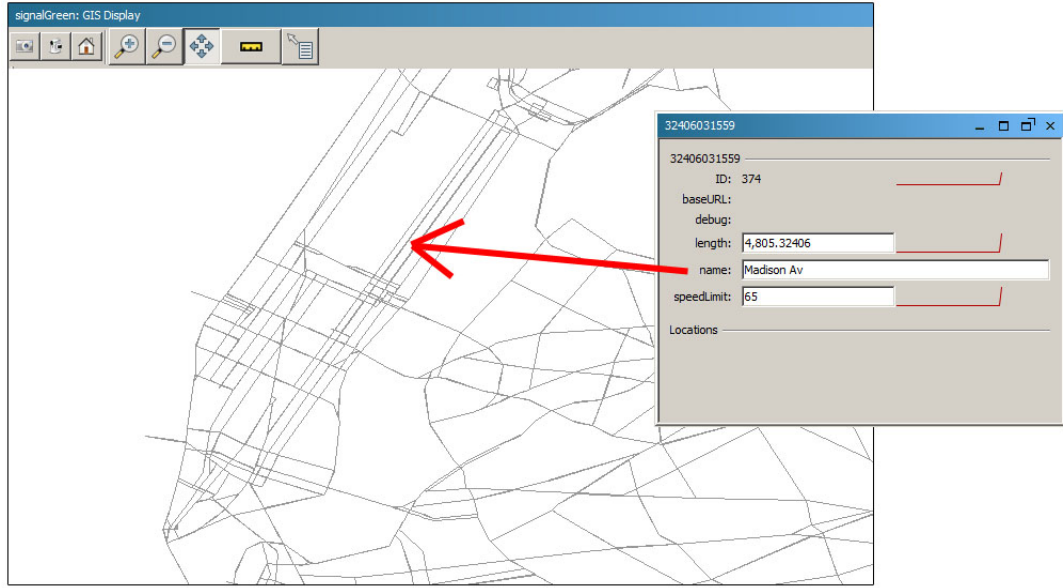 signalGreen: GIS Display
32406031559
32406031559
ID: 374
baseURL:
debug:
length: 4,805.32406
name: Madison Av
speedLimit: 65
Locations